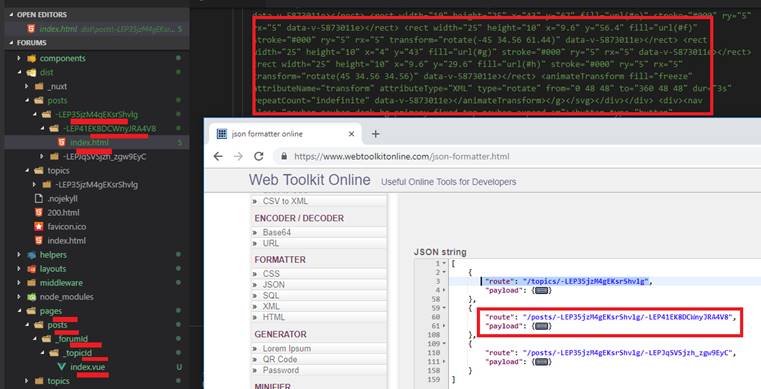 OPEN EDITORS
index.html dist\posts\-LEP35jzM4gEKsr... 5
FORUMS
components
dist
_nuxt
posts
-LEP35jzM4gEKsrShvlg
-LEP41EK8DCWnyJRA4V8
index.html 5
-LEPJqSVSjzh_zgw9EyC
topics
-LEP35jzM4gEKsrShvlg
.nojekyll
200.html
favicon.ico
index.html
helpers
layouts
middleware
node_modules
pages
posts
_forumId
_topicId
index.vue U
topics
data-v-5873011e></rect> <rect width="25" height="10" x="43" y="67" fill="url(#e)" stroke="#000" ry="5"
rx="5" data-v-5873011e></rect> <rect width="25" height="10" x="9.6" y="56.4" fill="url(#f)"
stroke="#000" ry="5" rx="5" transform="rotate(-45 34.56 61.44)" data-v-5873011e></rect> <rect
width="25" height="10" x="4" y="43" fill="url(#g)" stroke="#000" ry="5" rx="5" data-v-5873011e></rect>
<rect width="25" height="10" x="9.6" y="29.6" fill="url(#h)" stroke="#000" ry="5" rx="5"
transform="rotate(45 34.56 34.56)" data-v-5873011e></rect> <animateTransform fill="freeze"
attributeName="transform" attributeType="XML" type="rotate" from="0 48 48" to="360 48 48" dur="3s"
repeatCount="indefinite" data-v-5873011e></animateTransform></g></svg></div></div> <div><nav
json formatter online
https://www.webtoolkitonline.com/json-formatter.html
Web Toolkit Online Useful Online Tools for Developers
» CSV to XML
ENCODER / DECODER
» Base64
» URL
FORMATTER
» CSS
» JSON
» SQL
» XML
» HTML
GENERATOR
» Lorem Ipsum
» QR Code
» Password
MINIFIER
JSON string
1 [
2 {
3 "route": "/topics/-LEP35jzM4gEKsrShvlg",
4 "payload": {
58 },
59 {
60 "route": "/posts/-LEP35jzM4gEKsrShvlg/-LEP41EK8DCWnyJRA4V8",
61 "payload": {
108 },
109 {
110 "route": "/posts/-LEP35jzM4gEKsrShvlg/-LEPJqSVSjzh_zgw9EyC",
111 "payload": {
158 }
159 ]